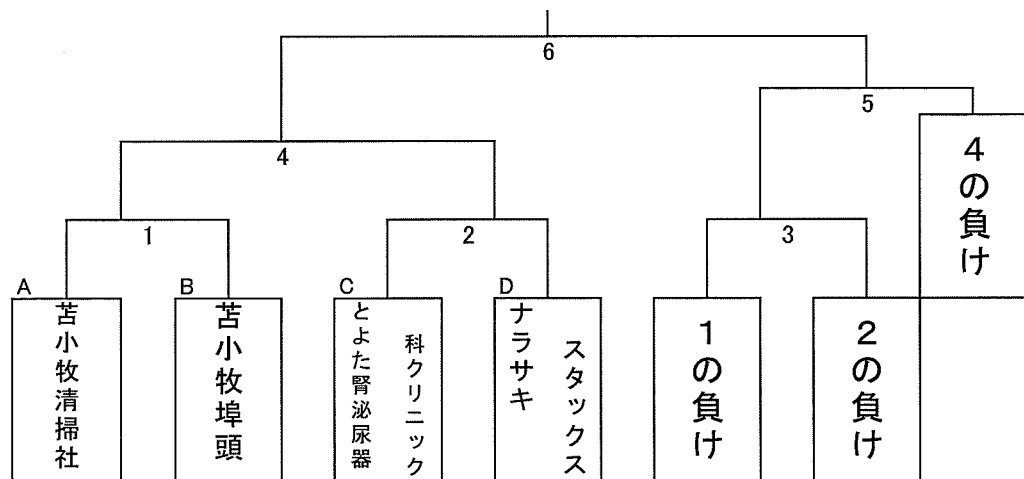 6
5
4
4の負け
1
2
3
A
B
C
D
苫小牧清掃社
苫小牧埠頭
とよた腎泌尿器
科クリニック
ナラサキ
スタックス
1の負け
2の負け